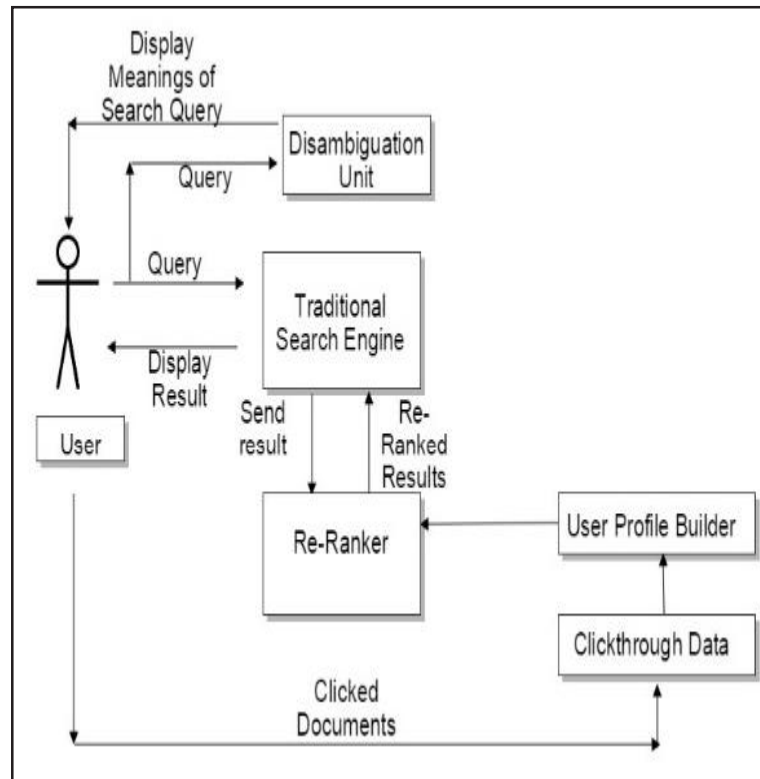 Display
Meanings of
Search Query
Disambiguation
Unit
Query
Query
Traditional
Search Engine
Display
Result
User
Send
result
Re-
Ranked
Results
Re-Ranker
User Profile Builder
Clickthrough Data
Clicked
Documents